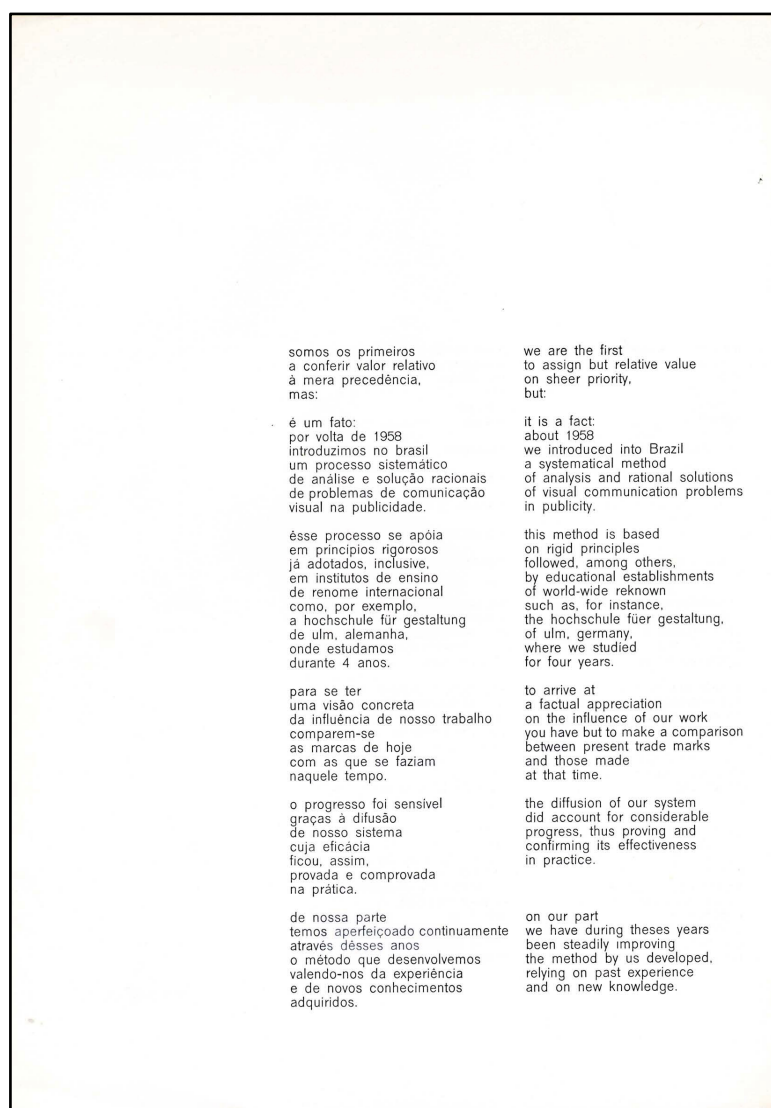 somos os primeiros
a conferir valor relativo
à mera precedência,
mas:
é um fato:
por volta de 1958
introduzimos no brasil
um processo sistemático
de análise e solução racionais
de problemas de comunicação
visual na publicidade.
êsse processo se apóia
em princípios rigorosos
já adotados, inclusive,
em institutos de ensino
de renome internacional
como, por exemplo,
a hochschule für gestaltung
de ulm, alemanha,
onde estudamos
durante 4 anos.
para se ter
uma visão concreta
da influência de nosso trabalho
comparem-se
as marcas de hoje
com as que se faziam
naquele tempo.
o progresso foi sensível
graças à difusão
de nosso sistema
cuja eficácia
ficou, assim,
provada e comprovada
na prática.
de nossa parte
temos aperfeiçoado continuamente
através dêsses anos
o método que desenvolvemos
valendo-nos da experiência
e de novos conhecimentos
adquiridos.
we are the first
to assign but relative value
on sheer priority,
but:
it is a fact:
about 1958
we introduced into Brazil
a systematical method
of analysis and rational solutions
of visual communication problems
in publicity.
this method is based
on rigid principles
followed, among others,
by educational establishments
of world-wide reknown
such as, for instance,
the hochschule füer gestaltung,
of ulm, germany,
where we studied
for four years.
to arrive at
a factual appreciation
on the influence of our work
you have but to make a comparison
between present trade marks
and those made
at that time.
the diffusion of our system
did account for considerable
progress, thus proving and
confirming its effectiveness
in practice.
on our part
we have during theses years
been steadily improving
the method by us developed,
relying on past experience
and on new knowledge.